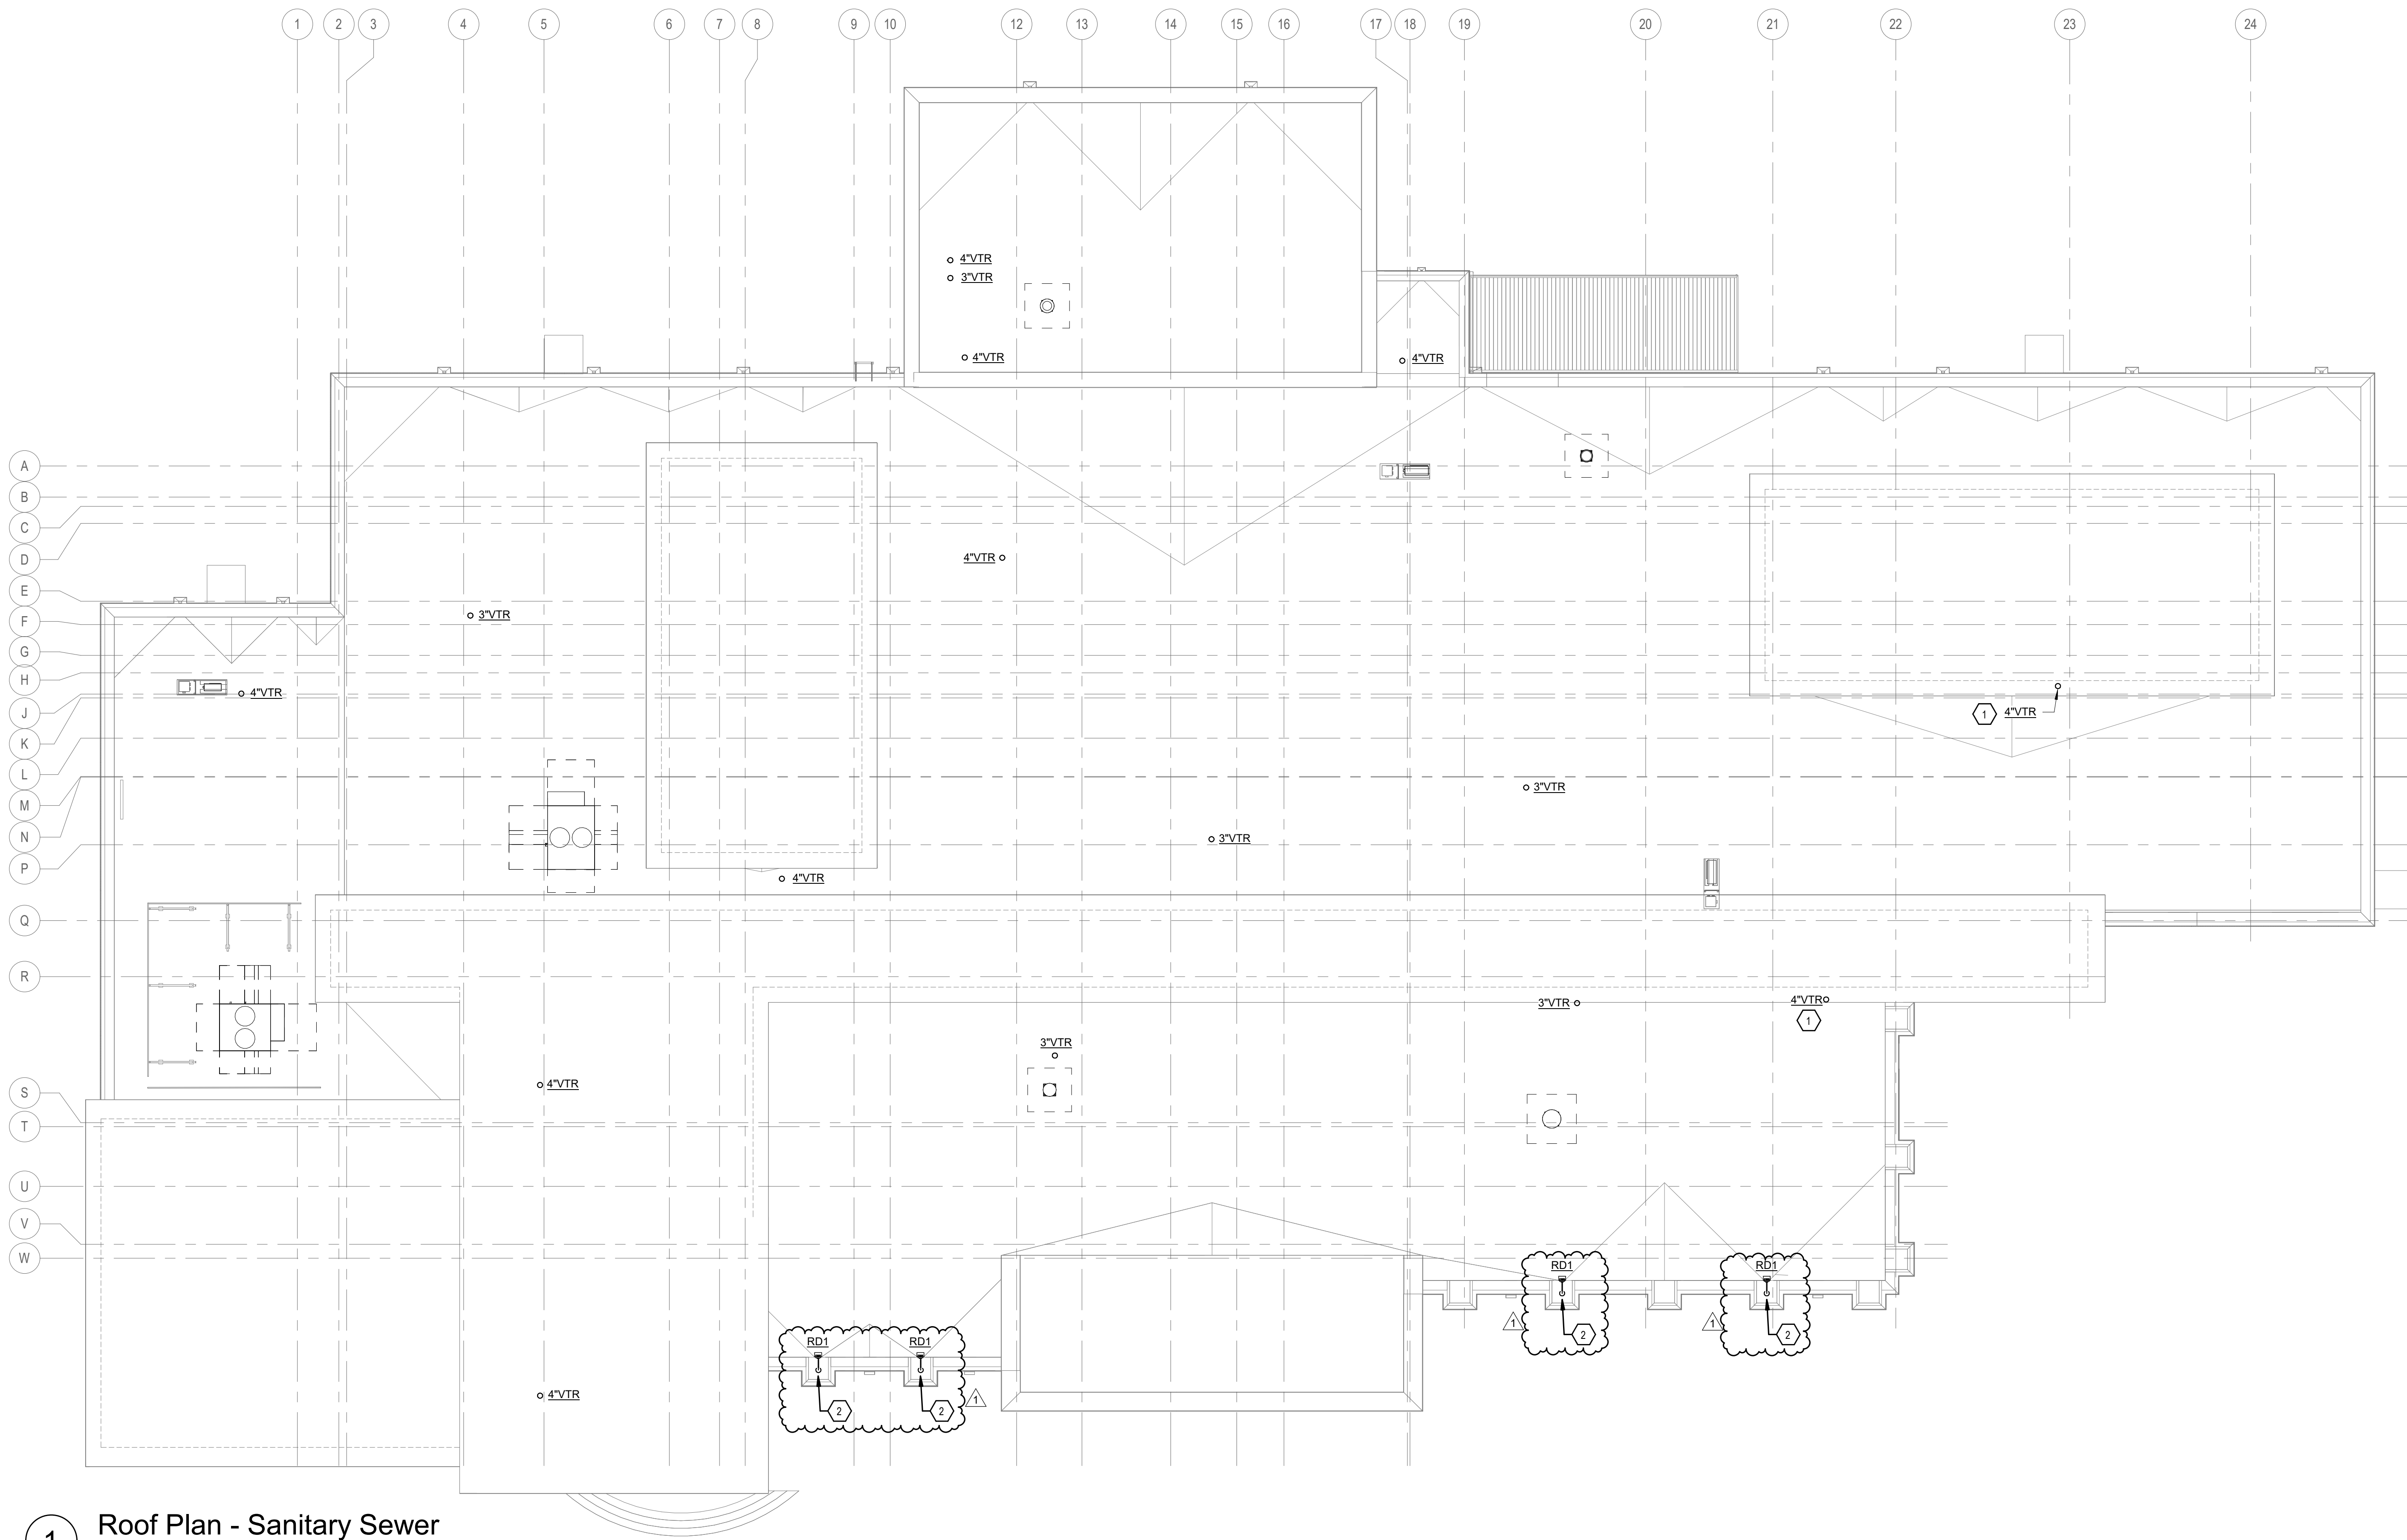 1 2 3 4 5 6 7 8 9 10 12 13 14 15 16 17 18 19 20 21 22 23 24
4"VTR
3"VTR
4"VTR
4"VTR
A
B
C
D
4"VTR
E
F
3"VTR
G
H
J
4"VTR
1 4"VTR
K
L
M
3"VTR
N
3"VTR
P
4"VTR
Q
R
3"VTR
4"VTR
1
3"VTR
S
4"VTR
T
U
V
W
RD1
RD1
1
2
1
2
RD1
RD1
4"VTR
1
2
2
1
Roof Plan - Sanitary Sewer